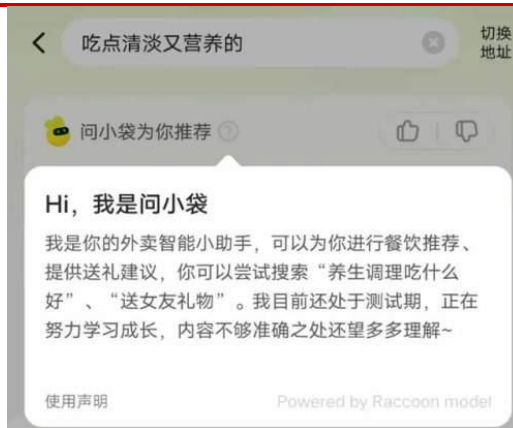 吃点清淡又营养的
切换
地址
问小袋为你推荐
Hi，我是问小袋
我是你的外卖智能小助手，可以为你进行餐饮推荐、
提供送礼建议，你可以尝试搜索“养生调理吃什么
好”、“送女友礼物”。我目前还处于测试期，正在
努力学习成长，内容不够准确之处还望多多理解~
使用声明
Powered by Raccoon model